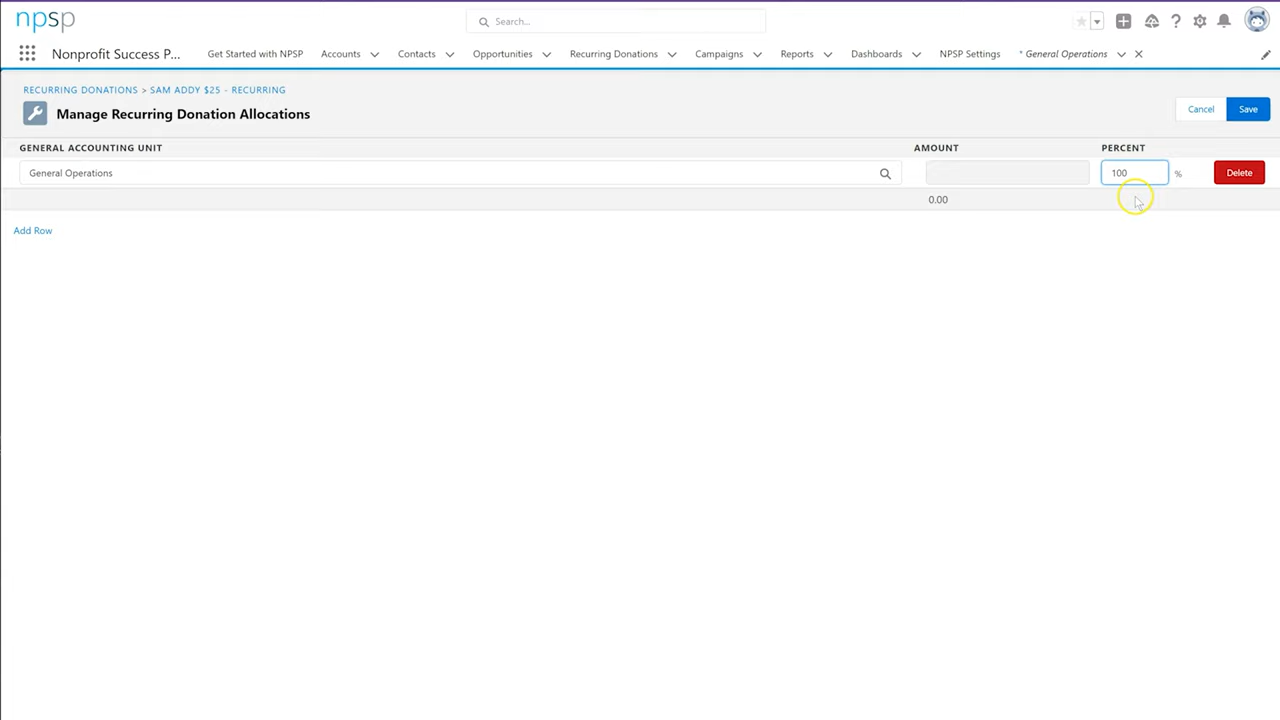 npsp
Search...
Nonprofit Success P... Get Started with NPSP Accounts Contacts Opportunities Recurring Donations Campaigns Reports Dashboards NPSP Settings * General Operations
RECURRING DONATIONS > SAM ADDY $25 - RECURRING
Manage Recurring Donation Allocations
Cancel Save
GENERAL ACCOUNTING UNIT AMOUNT PERCENT
General Operations 100 % Delete
0.00
Add Row